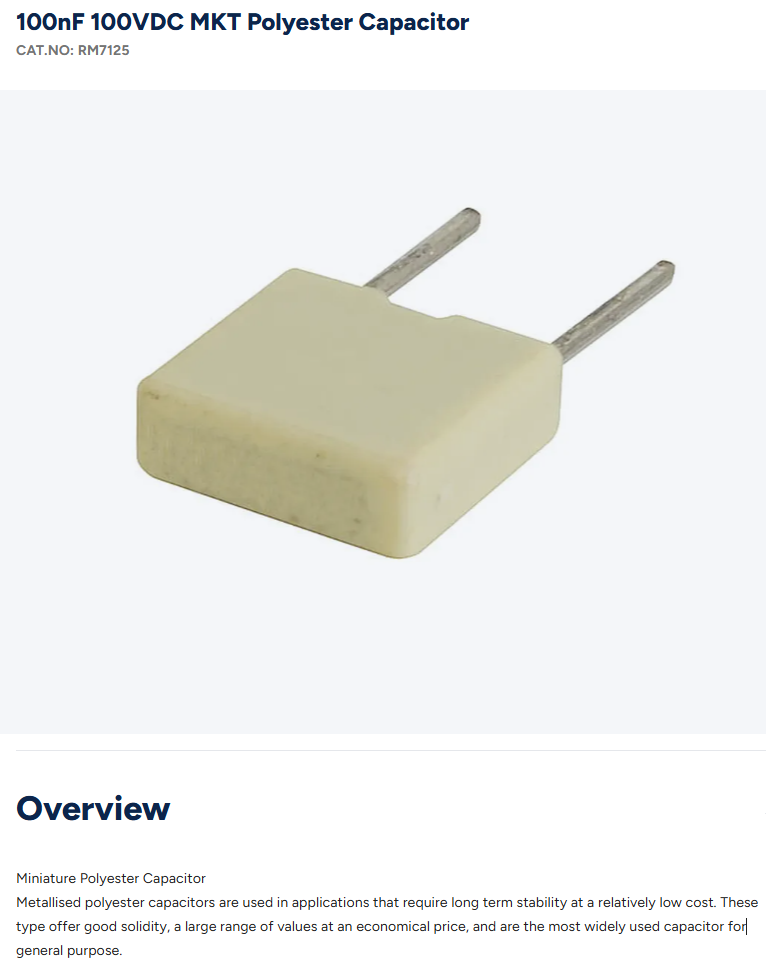 100nF 100VDC MKT Polyester Capacitor
CAT.NO: RM7125
Overview
Miniature Polyester Capacitor
Metallised polyester capacitors are used in applications that require long term stability at a relatively low cost. These
type offer good solidity, a large range of values at an economical price, and are the most widely used capacitor for
general purpose.